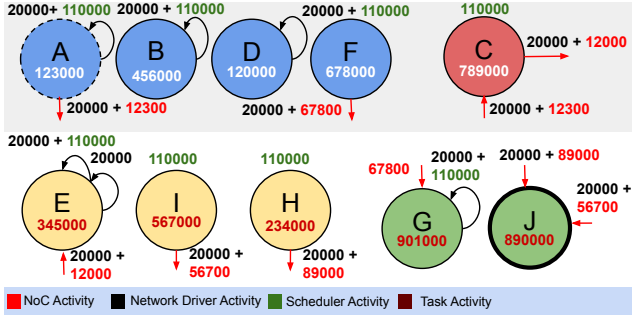 20000+ 110000
20000 + 110000
20000 + 110000
110000
A
123000
B
456000
D
120000
F
678000
C
789000
20000 + 12000
20000 + 12300
20000 + 67800
20000 + 12300
20000 + 110000
20000
110000
110000
67800
20000 +
110000
20000 + 89000
E
345000
I
567000
H
234000
G
901000
J
890000
20000 +
56700
20000 +
12000
20000 +
56700
20000 +
89000
NoC Activity
Network Driver Activity
Scheduler Activity
Task Activity